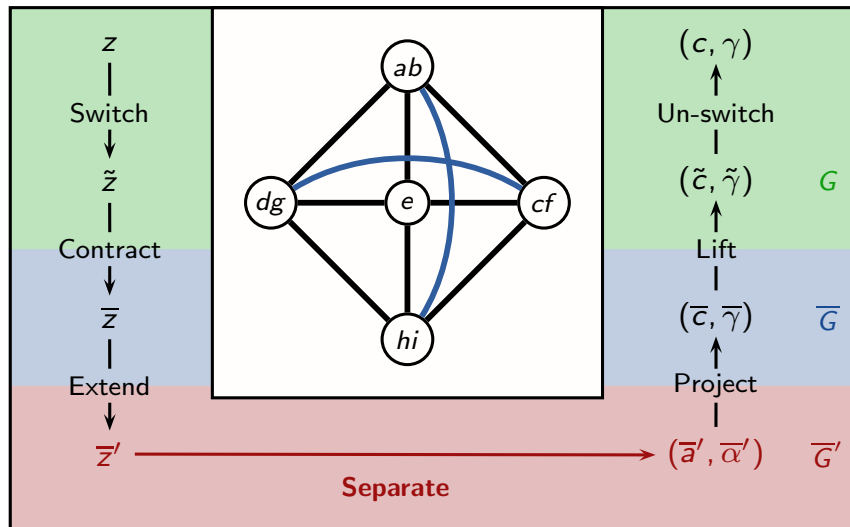 z (c, γ)
ab
Switch Un-switch
z̃ dg e cf (c̃, γ̃) G
Contract Lift
z̅ (c̅, γ̅) G̅
hi
Extend Project
z̅′ (a̅′, α̅′) G̅′
Separate